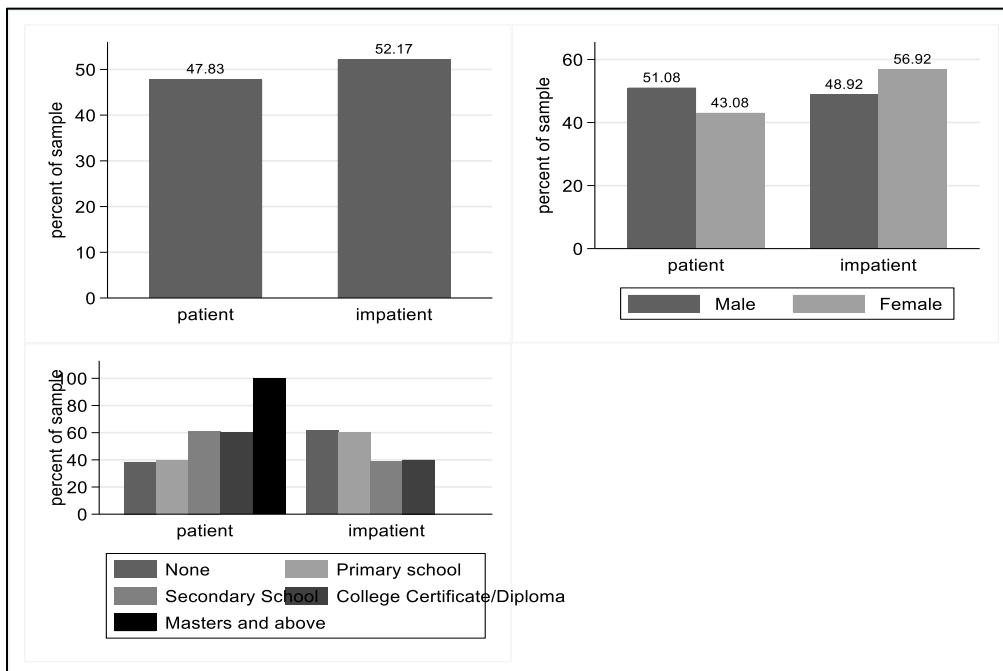 percent of sample
50
40
30
20
10
0
47.83
52.17
patient
impatient
percent of sample
60
40
20
0
51.08
43.08
48.92
56.92
patient
impatient
Male
Female
percent of sample
100
80
60
40
20
0
patient
impatient
None
Primary school
Secondary School
College Certificate/Diploma
Masters and above